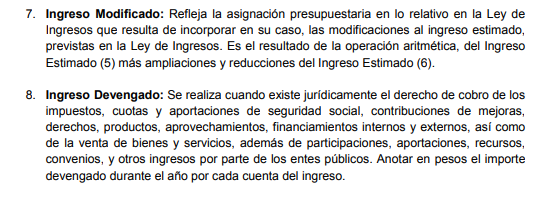 7. Ingreso Modificado: Refleja la asignación presupuestaria en lo relativo en la Ley de
Ingresos que resulta de incorporar en su caso, las modificaciones al ingreso estimado,
previstas en la Ley de Ingresos. Es el resultado de la operación aritmética, del Ingreso
Estimado (5) más ampliaciones y reducciones del Ingreso Estimado (6).
8. Ingreso Devengado: Se realiza cuando existe jurídicamente el derecho de cobro de los
impuestos, cuotas y aportaciones de seguridad social, contribuciones de mejoras,
derechos, productos, aprovechamientos, financiamientos internos y externos, así como
de la venta de bienes y servicios, además de participaciones, aportaciones, recursos,
convenios, y otros ingresos por parte de los entes públicos. Anotar en pesos el importe
devengado durante el año por cada cuenta del ingreso.